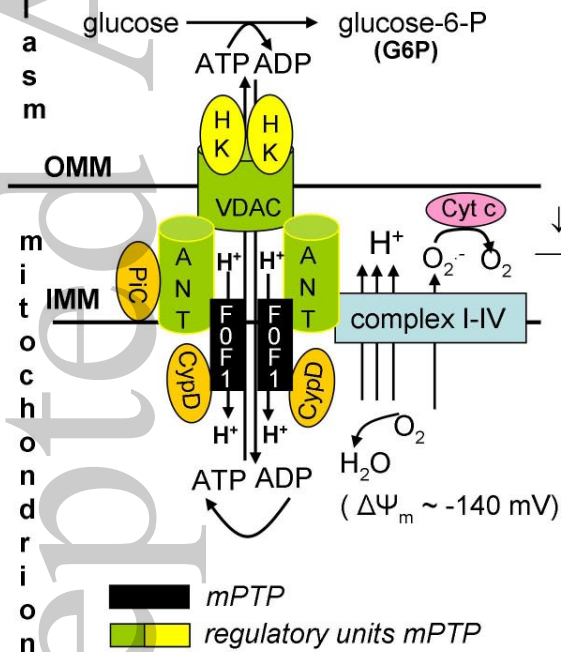 glucose
glucose-6-P
(G6P)
ATP ADP
l
a
s
m
H
K
H
K
OMM
VDAC
Cyt c
m
i
t
o
c
h
o
n
d
r
i
o
n
H⁺
O₂·⁻ O₂
PiC
A
N
T
H⁺
H⁺
A
N
T
IMM
F
0
F
1
F
0
F
1
complex I-IV
CypD
CypD
H⁺
H⁺
O₂
H₂O
ATP ADP
( ΔΨm ~ -140 mV)
mPTP
regulatory units mPTP
epted A